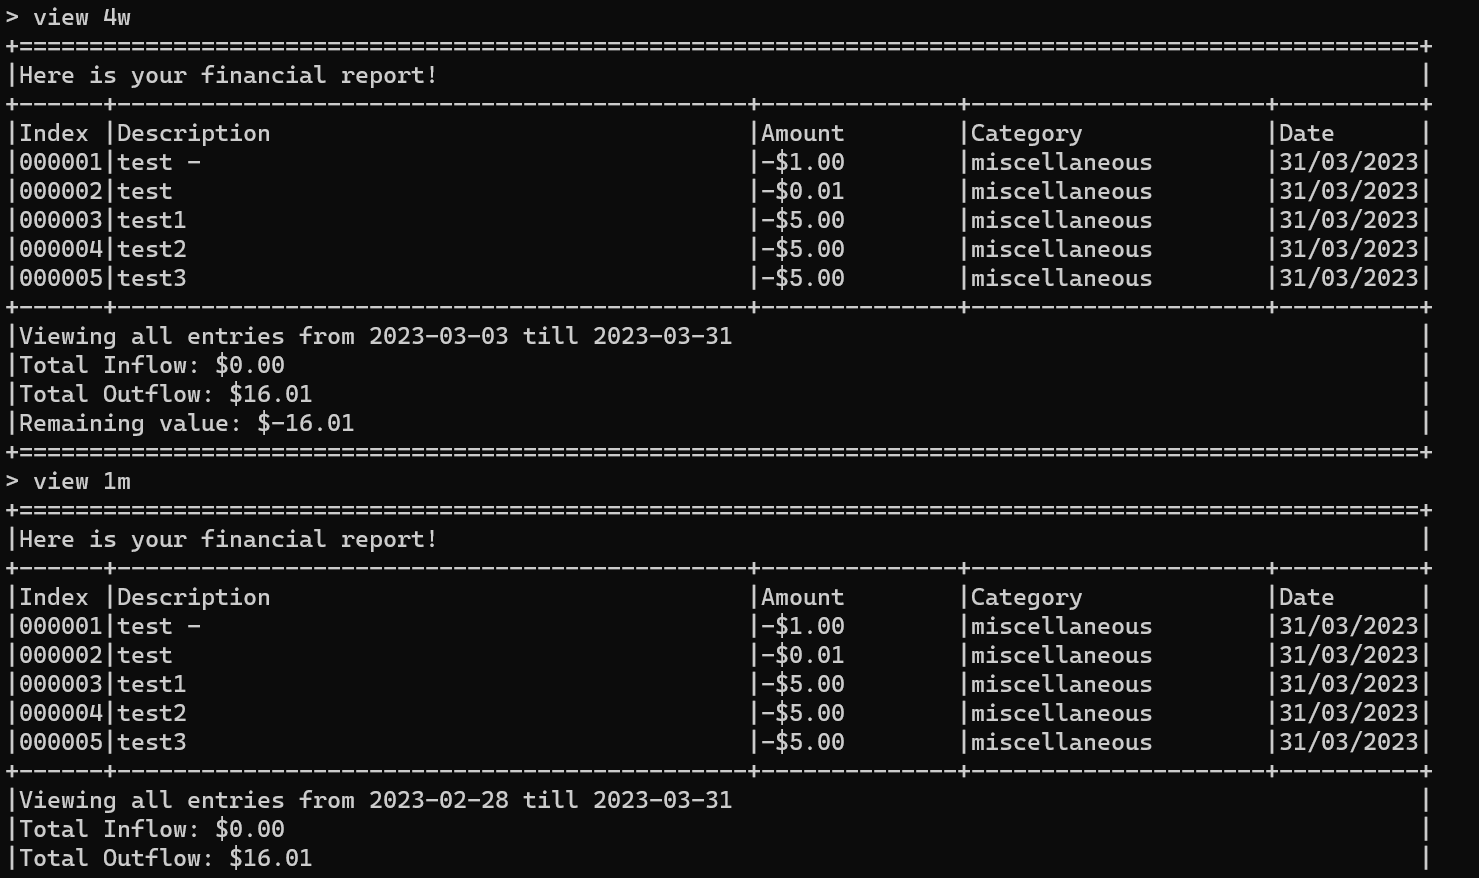 > view 4w
+====================================================================================================+
|Here is your financial report!                                                                      |
+------+---------------------------------------------+--------------+---------------------+----------+
|Index |Description                                  |Amount        |Category             |Date      |
|000001|test -                                       |-$1.00        |miscellaneous        |31/03/2023|
|000002|test                                         |-$0.01        |miscellaneous        |31/03/2023|
|000003|test1                                        |-$5.00        |miscellaneous        |31/03/2023|
|000004|test2                                        |-$5.00        |miscellaneous        |31/03/2023|
|000005|test3                                        |-$5.00        |miscellaneous        |31/03/2023|
+------+---------------------------------------------+--------------+---------------------+----------+
|Viewing all entries from 2023-03-03 till 2023-03-31                                                 |
|Total Inflow: $0.00                                                                                 |
|Total Outflow: $16.01                                                                               |
|Remaining value: $-16.01                                                                            |
+====================================================================================================+
> view 1m
+====================================================================================================+
|Here is your financial report!                                                                      |
+------+---------------------------------------------+--------------+---------------------+----------+
|Index |Description                                  |Amount        |Category             |Date      |
|000001|test -                                       |-$1.00        |miscellaneous        |31/03/2023|
|000002|test                                         |-$0.01        |miscellaneous        |31/03/2023|
|000003|test1                                        |-$5.00        |miscellaneous        |31/03/2023|
|000004|test2                                        |-$5.00        |miscellaneous        |31/03/2023|
|000005|test3                                        |-$5.00        |miscellaneous        |31/03/2023|
+------+---------------------------------------------+--------------+---------------------+----------+
|Viewing all entries from 2023-02-28 till 2023-03-31                                                 |
|Total Inflow: $0.00                                                                                 |
|Total Outflow: $16.01                                                                               |